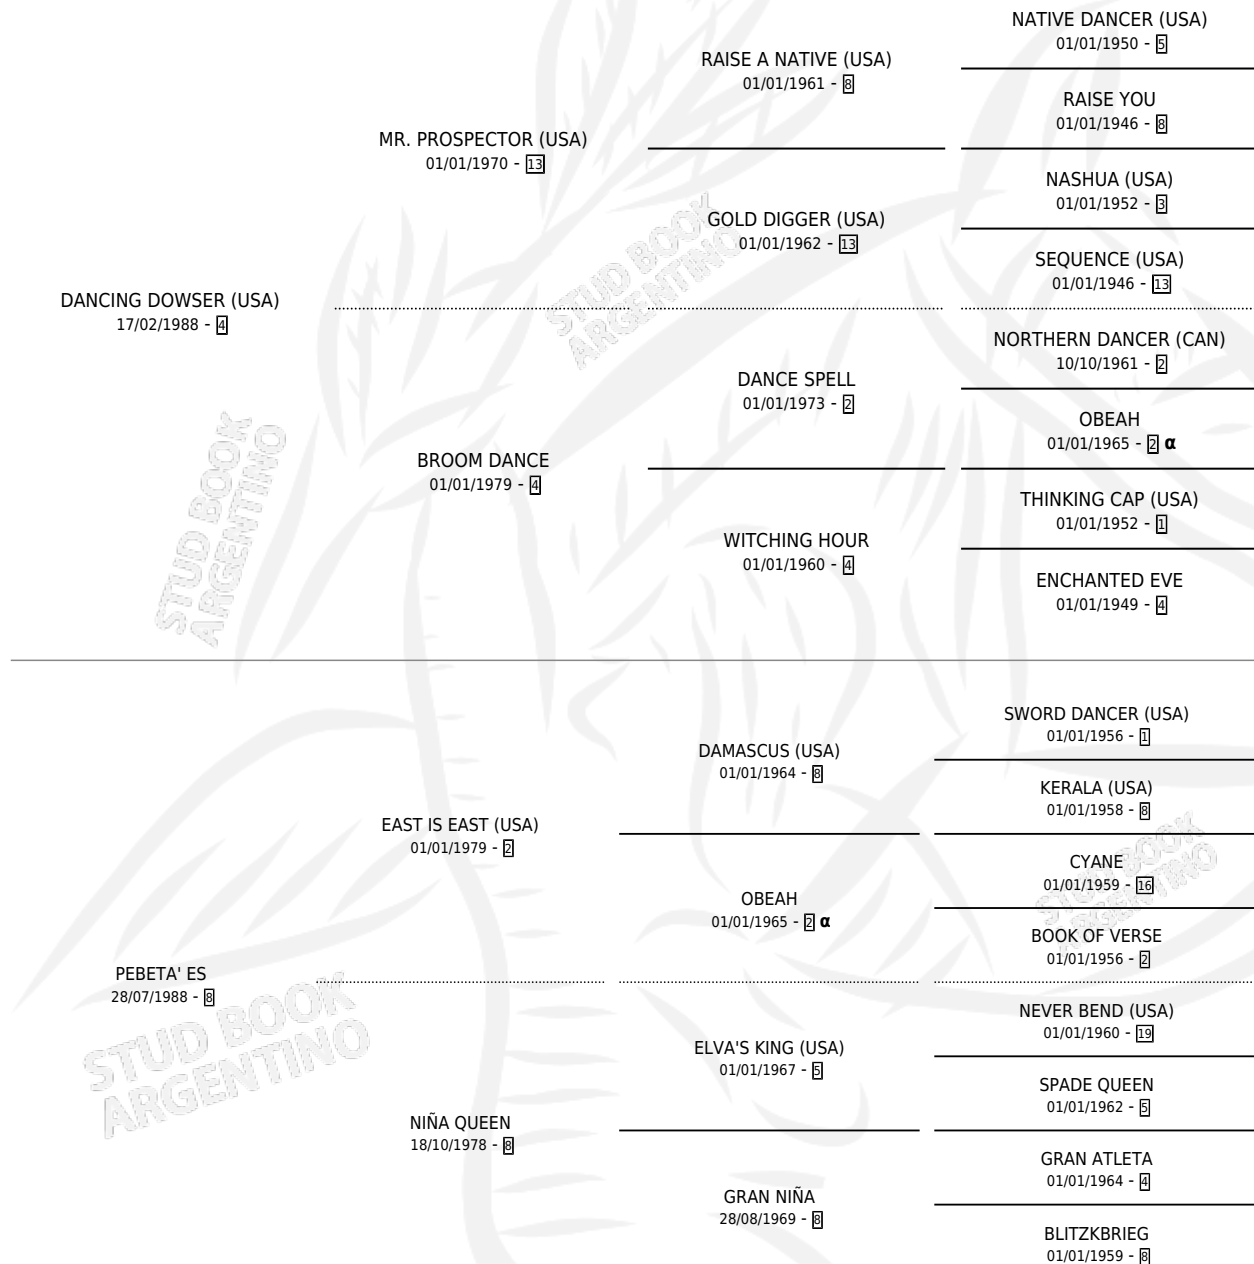 NATIVE DANCER (USA)
01/01/1950 - 5
RAISE A NATIVE (USA)
01/01/1961 - 8
RAISE YOU
01/01/1946 - 8
MR. PROSPECTOR (USA)
01/01/1970 - 13
NASHUA (USA)
01/01/1952 - 3
GOLD DIGGER (USA)
01/01/1962 - 13
SEQUENCE (USA)
01/01/1946 - 13
DANCING DOWSER (USA)
17/02/1988 - 4
NORTHERN DANCER (CAN)
10/10/1961 - 2
DANCE SPELL
01/01/1973 - 2
OBEAH
01/01/1965 - 2 α
BROOM DANCE
01/01/1979 - 4
THINKING CAP (USA)
01/01/1952 - 1
WITCHING HOUR
01/01/1960 - 4
ENCHANTED EVE
01/01/1949 - 4
SWORD DANCER (USA)
01/01/1956 - 1
DAMASCUS (USA)
01/01/1964 - 8
KERALA (USA)
01/01/1958 - 8
EAST IS EAST (USA)
01/01/1979 - 2
CYANE
01/01/1959 - 16
OBEAH
01/01/1965 - 2 α
BOOK OF VERSE
01/01/1956 - 2
PEBETA' ES
28/07/1988 - 8
NEVER BEND (USA)
01/01/1960 - 19
ELVA'S KING (USA)
01/01/1967 - 5
SPADE QUEEN
01/01/1962 - 5
NIÑA QUEEN
18/10/1978 - 8
GRAN ATLETA
01/01/1964 - 4
GRAN NIÑA
28/08/1969 - 8
BLITZKBRIEG
01/01/1959 - 8
STUD BOOK
ARGENTINO
STUD BOOK
ARGENTINO
STUD BOOK
ARGENTINO
STUD BOOK
ARGENTINO